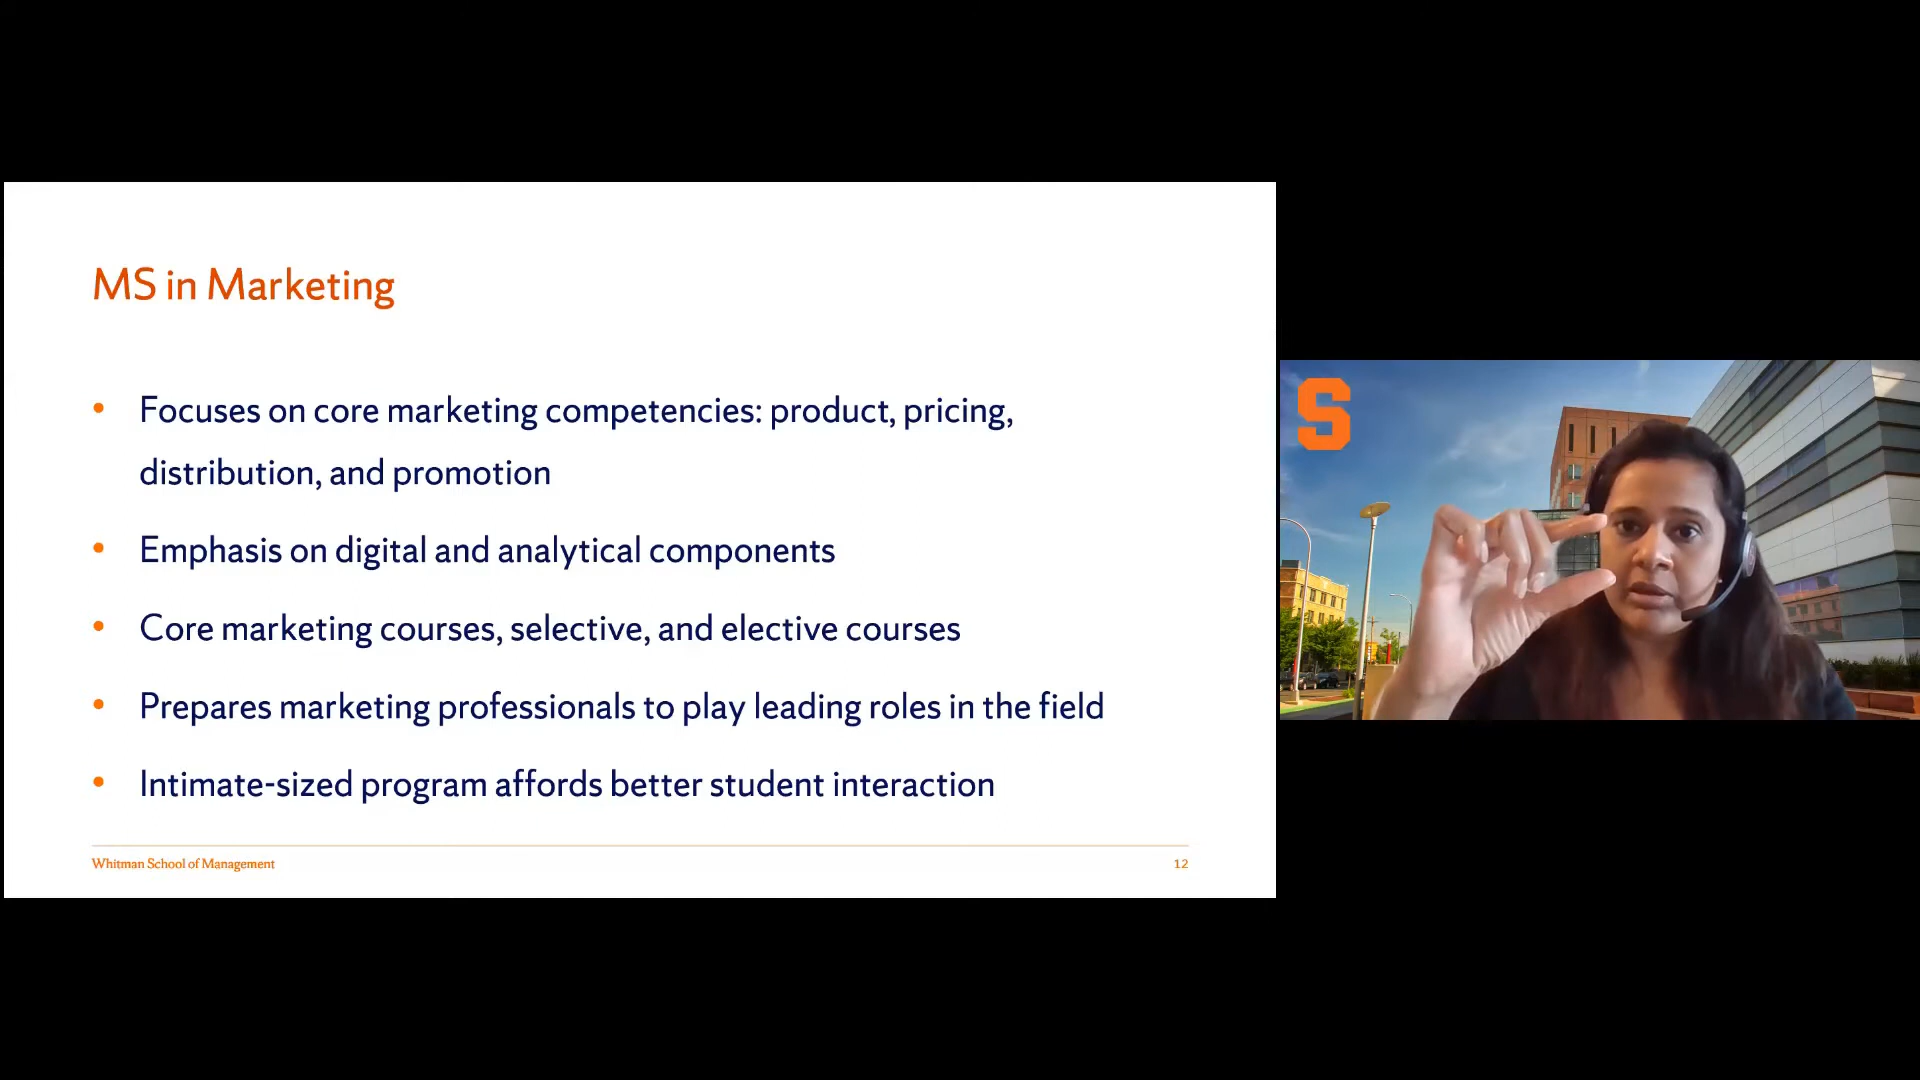 MS in Marketing
• Focuses on core marketing competencies: product, pricing,
distribution, and promotion
• Emphasis on digital and analytical components
• Core marketing courses, selective, and elective courses
• Prepares marketing professionals to play leading roles in the field
• Intimate-sized program affords better student interaction
Whitman School of Management
12
S